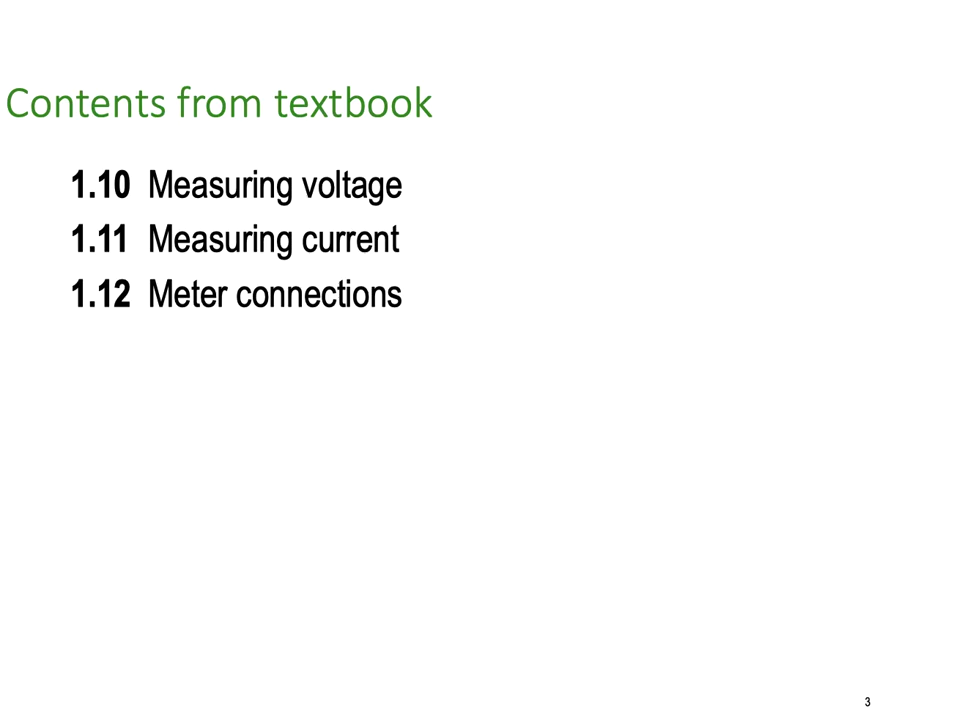 Contents from textbook
1.10 Measuring voltage
1.11 Measuring current
1.12 Meter connections
3